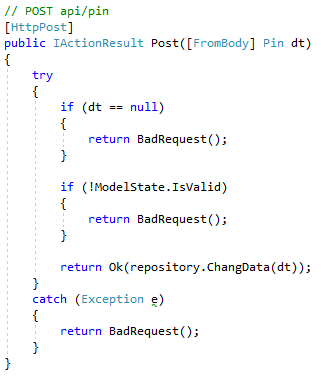 // POST api/pin
[HttpPost]
public IActionResult Post([FromBody] Pin dt)
{
    try
    {
        if (dt == null)
        {
            return BadRequest();
        }

        if (!ModelState.IsValid)
        {
            return BadRequest();
        }

        return Ok(repository.ChangData(dt));
    }
    catch (Exception e)
    {
        return BadRequest();
    }
}